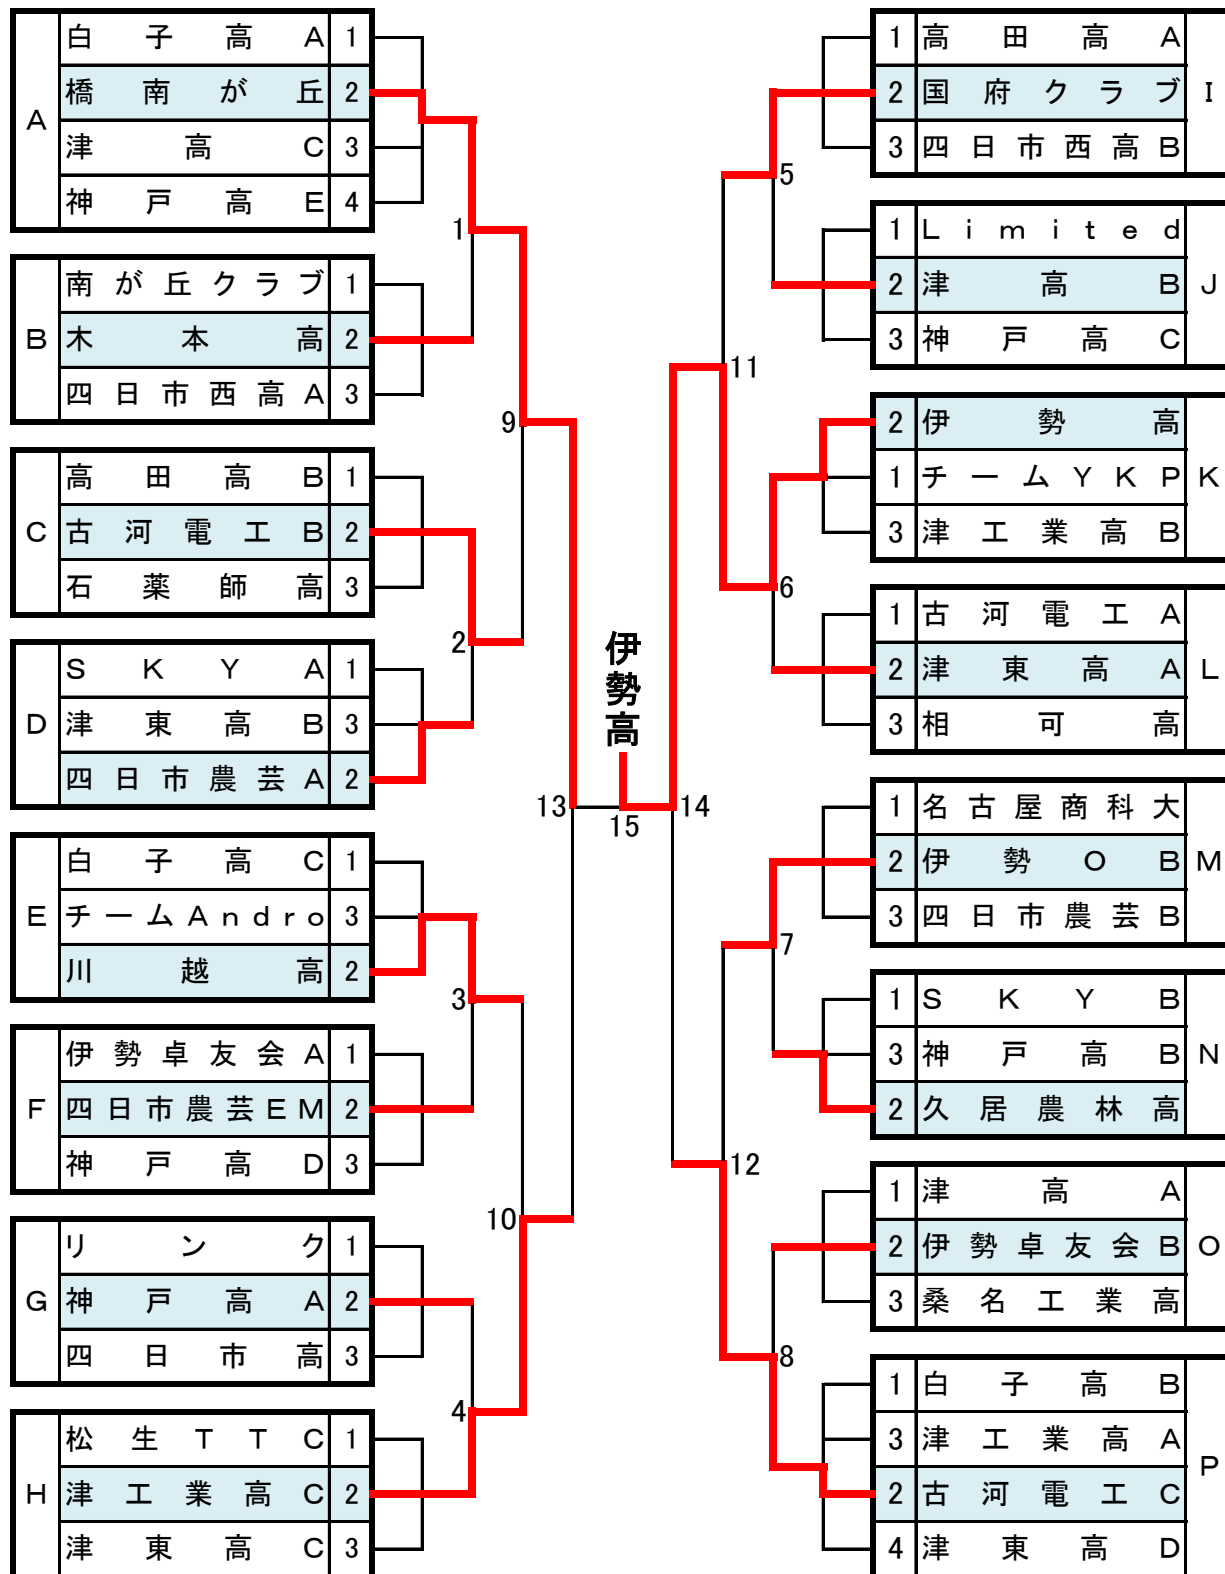 A
白子高A 1
橋南が丘 2
津高C 3
神戸高E 4
B
南が丘クラブ 1
木本高 2
四日市西高A 3
C
高田高B 1
古河電工B 2
石薬師高 3
D
SKYA 1
津東高B 3
四日市農芸A 2
E
白子高C 1
チームAndro 3
川越高 2
F
伊勢卓友会A 1
四日市農芸EM 2
神戸高D 3
G
リンク 1
神戸高A 2
四日市高 3
H
松生TTC 1
津工業高C 2
津東高C 3
1
2
3
4
9
10
13
伊勢高
15
14
11
12
5
6
7
8
1 高田高A
2 国府クラブ
3 四日市西高B
I
1 Limited
2 津高B
3 神戸高C
J
2 伊勢高
1 チームYKP
3 津工業高B
K
1 古河電工A
2 津東高A
3 相可高
L
1 名古屋商科大
2 伊勢OB
3 四日市農芸B
M
1 SKYB
3 神戸高B
2 久居農林高
N
1 津高A
2 伊勢卓友会B
3 桑名工業高
O
1 白子高B
3 津工業高A
2 古河電工C
4 津東高D
P